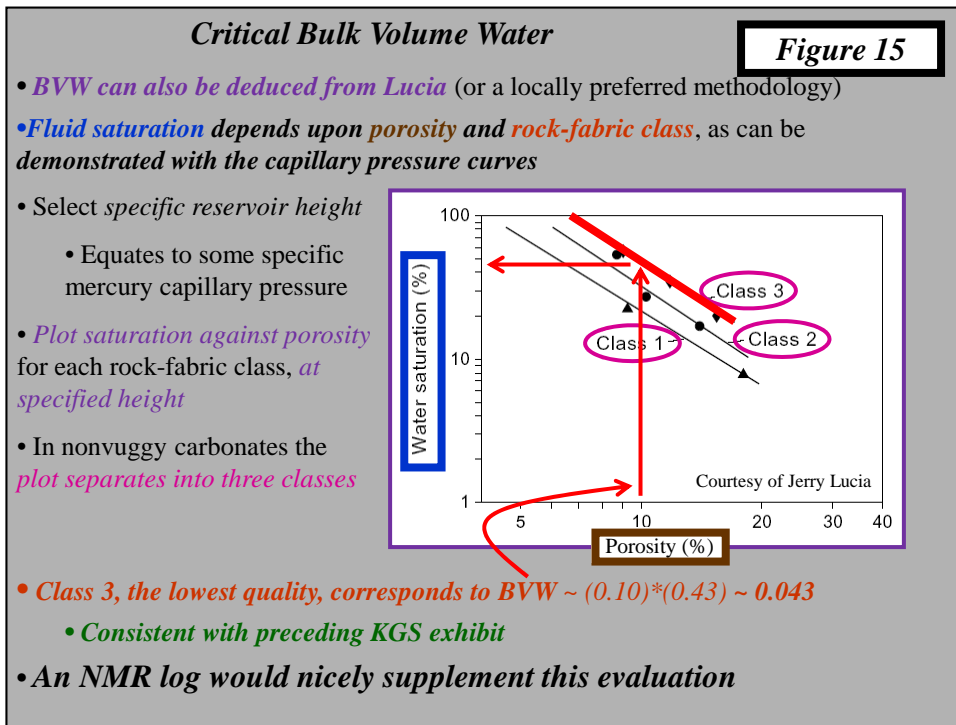 Critical Bulk Volume Water
Figure 15
• BVW can also be deduced from Lucia (or a locally preferred methodology)
•Fluid saturation depends upon porosity and rock-fabric class, as can be
demonstrated with the capillary pressure curves
• Select specific reservoir height
• Equates to some specific
mercury capillary pressure
• Plot saturation against porosity
for each rock-fabric class, at
specified height
• In nonvuggy carbonates the
plot separates into three classes
100
10
1
Water saturation (%)
Class 3
Class 1
Class 2
Courtesy of Jerry Lucia
5 10 20 30 40
Porosity (%)
• Class 3, the lowest quality, corresponds to BVW ~ (0.10)*(0.43) ~ 0.043
• Consistent with preceding KGS exhibit
• An NMR log would nicely supplement this evaluation